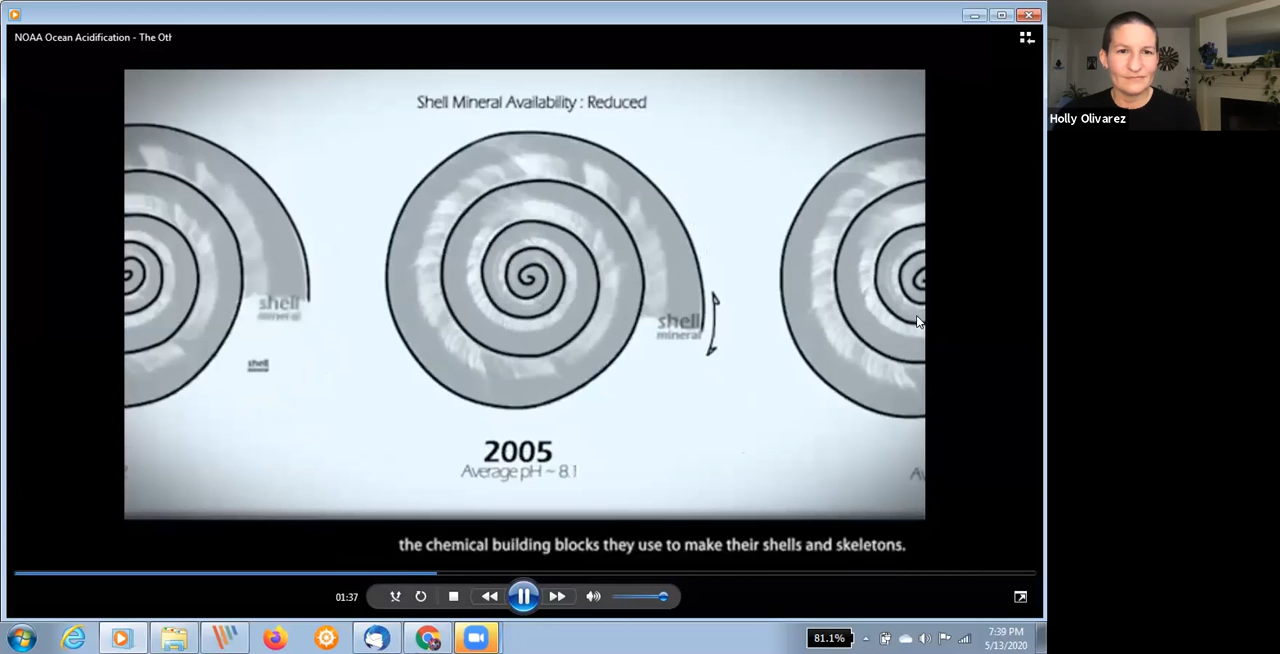 NOAA Ocean Acidification - The Oth
Holly Olivarez
Shell Mineral Availability : Reduced
shell
mineral
shell
mineral
shell
2005
Average pH ~ 8.1
the chemical building blocks they use to make their shells and skeletons.
01:37
81.1%
7:39 PM
5/13/2020